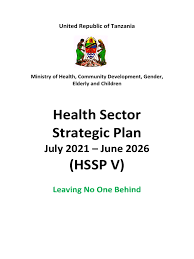 United Republic of Tanzania
Ministry of Health, Community Development, Gender,
Elderly and Children
Health Sector
Strategic Plan
July 2021 – June 2026
(HSSP V)
Leaving No One Behind